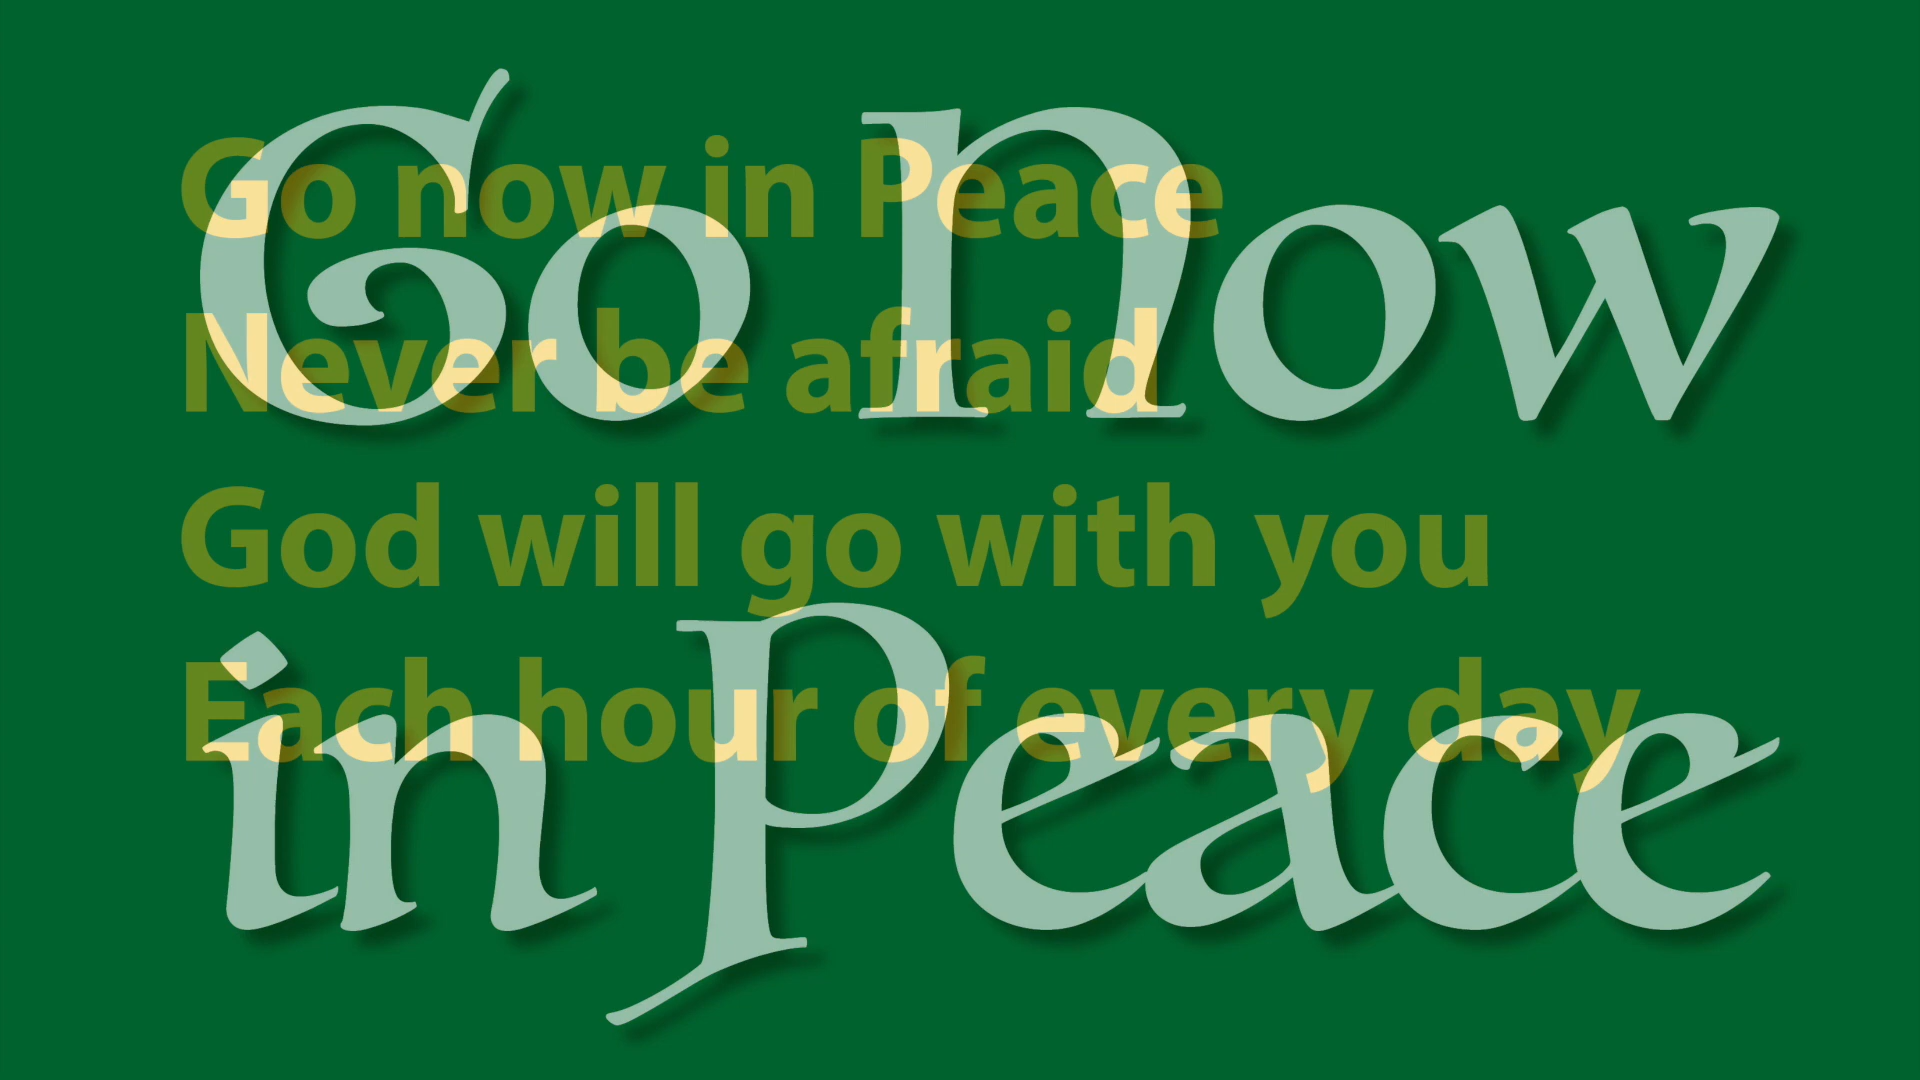 Go Now
in Peace
Go now in Peace
Never be afraid
God will go with you
Each hour of every day